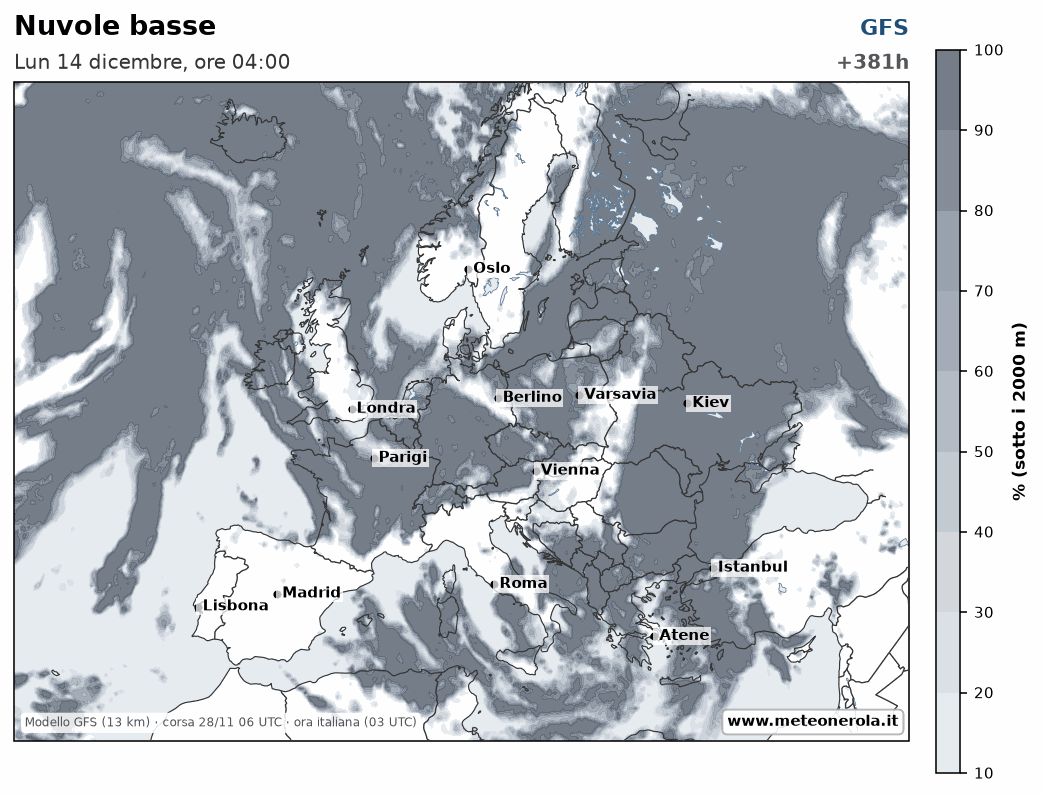 Nuvole basse
GFS
Lun 14 dicembre, ore 04:00
+381h
100
90
80
70
60
50
40
30
20
10
% (sotto i 2000 m)
Oslo
Londra
Berlino
Varsavia
Kiev
Parigi
Vienna
Istanbul
Roma
Madrid
Lisbona
Atene
Modello GFS (13 km) · corsa 28/11 06 UTC · ora italiana (03 UTC)
www.meteonerola.it